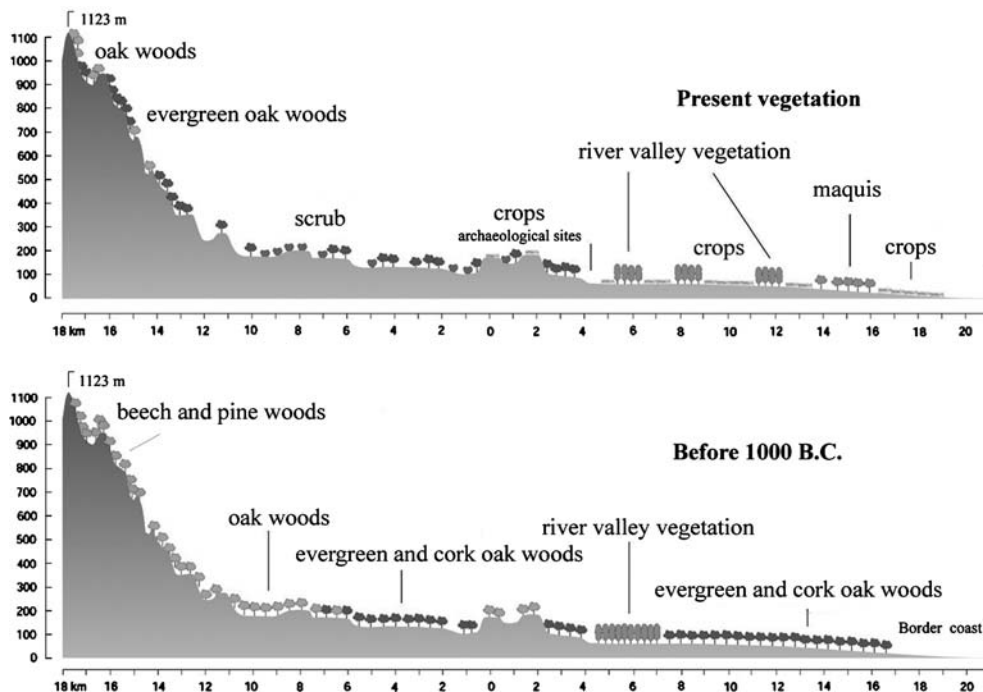 1123 m
1100
oak woods
1000
900
Present vegetation
800
evergreen oak woods
700
river valley vegetation
600
500
maquis
400
scrub
crops
300
archaeological sites
crops
crops
200
100
0
18 km 16 14 12 10 8 6 4 2 0 2 4 6 8 10 12 14 16 18 20
1123 m
1100
beech and pine woods
1000
900
Before 1000 B.C.
800
700
oak woods
600
river valley vegetation
500
evergreen and cork oak woods
400
300
evergreen and cork oak woods
200
Border coast
100
0
18 km 16 14 12 10 8 6 4 2 0 2 4 6 8 10 12 14 16 18 20